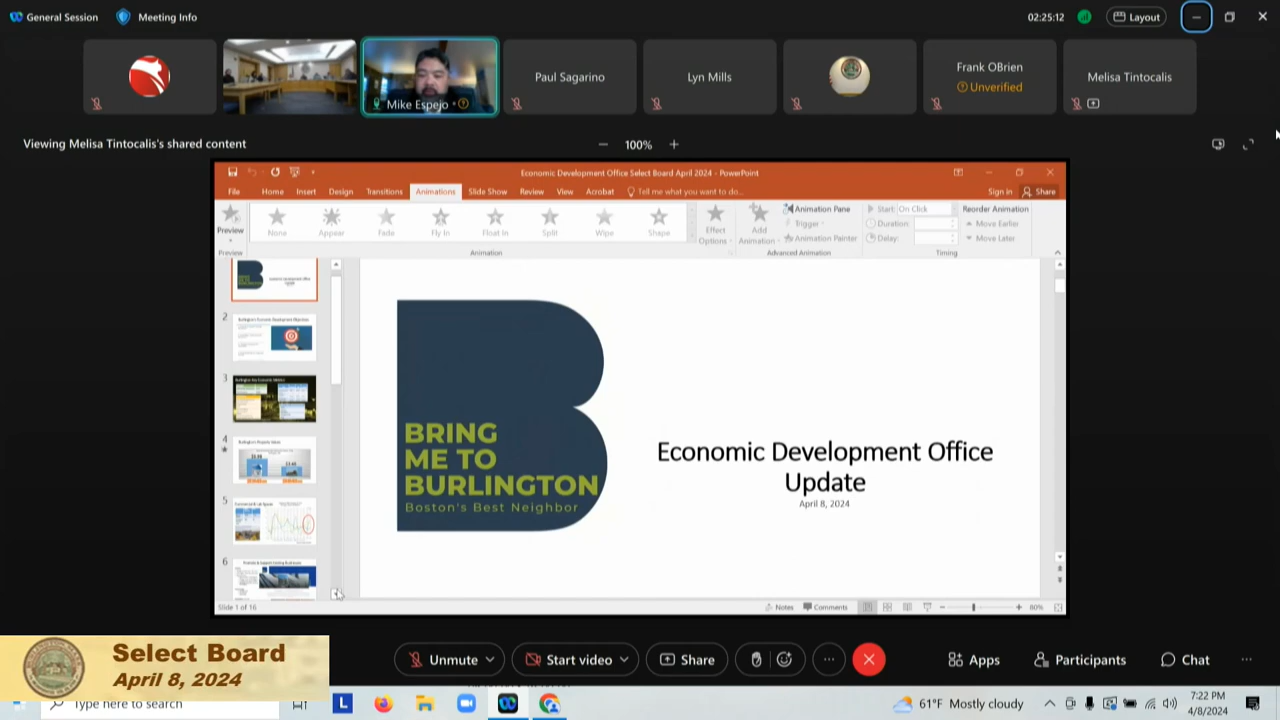 General Session
Meeting Info
02:25:12
Layout
Mike Espejo
Paul Sagarino
Lyn Mills
Frank OBrien
Unverified
Melisa Tintocalis
Viewing Melisa Tintocalis's shared content
100%
Economic Development Office Select Board April 2024 - PowerPoint
File Home Insert Design Transitions Animations Slide Show Review View Acrobat Tell me what you want to do... Sign in Share
Preview
None Appear Fade Fly In Float In Split Wipe Shape
Effect Options
Add Animation
Animation Pane
Trigger
Animation Painter
Start: On Click
Duration:
Delay:
Reorder Animation
Move Earlier
Move Later
Preview Animation Advanced Animation Timing
2
3
4
5
6
BRING
ME TO
BURLINGTON
Boston's Best Neighbor
Economic Development Office
Update
April 8, 2024
Slide 1 of 16
Notes Comments 80%
Select Board
April 8, 2024
Unmute Start video Share Apps Participants Chat
Type here to search
61°F Mostly cloudy
7:22 PM
4/8/2024